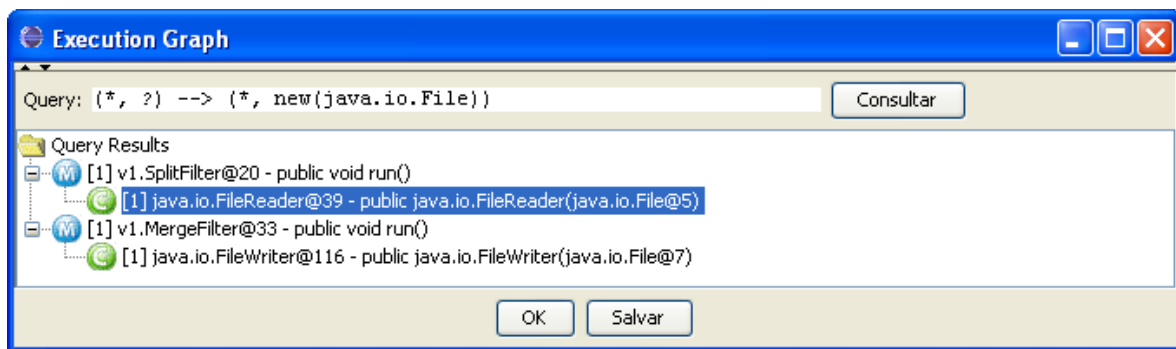 Execution Graph
Query: (*, ?) --> (*, new(java.io.File)) Consultar
Query Results
M [1] v1.SplitFilter@20 - public void run()
C [1] java.io.FileReader@39 - public java.io.FileReader(java.io.File@5)
M [1] v1.MergeFilter@33 - public void run()
C [1] java.io.FileWriter@116 - public java.io.FileWriter(java.io.File@7)
OK Salvar